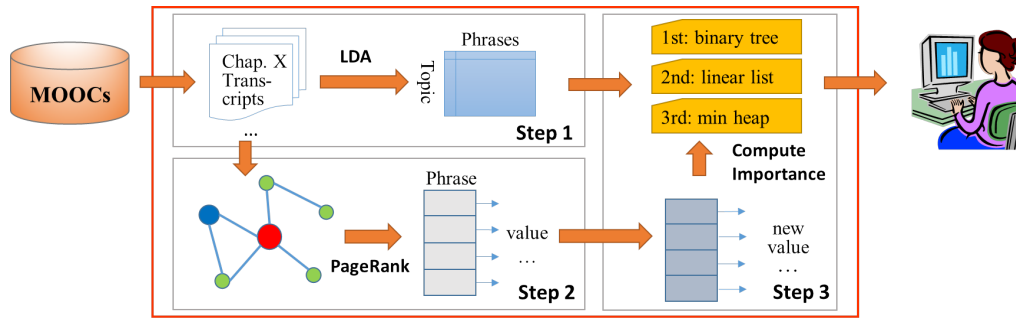 MOOCs
Chap. X
Trans-
cripts
...
LDA
Phrases
Topic
Step 1
PageRank
Phrase
value
...
Step 2
1st: binary tree
2nd: linear list
3rd: min heap
Compute
Importance
new
value
...
Step 3